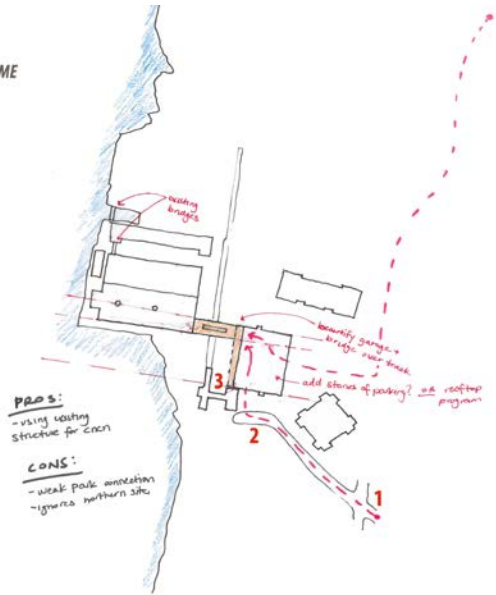 ME
existing
bridges
beautify garage +
bridge over track
add stories of parking? OR rooftop
program
3
2
1
PROS:
- using existing
structure for
CONS:
- weak park connection
- ignores northern site